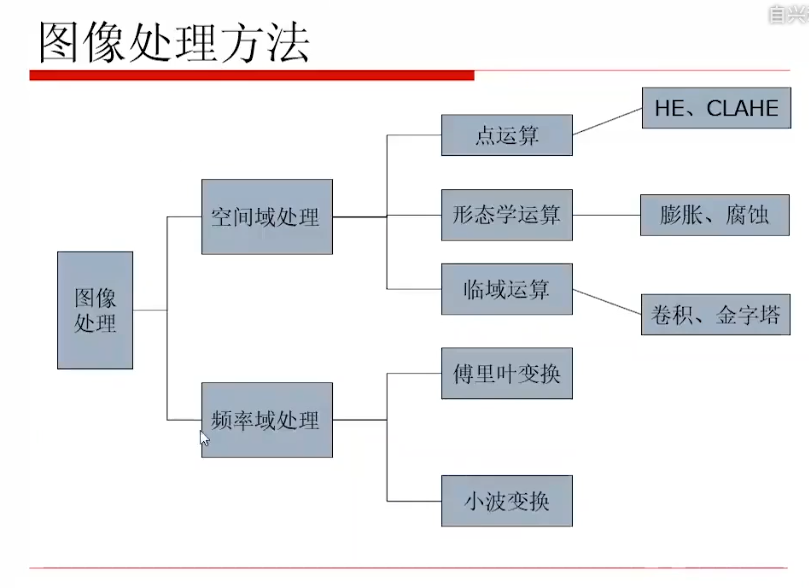 自兴
图像处理方法
HE、CLAHE
点运算
空间域处理
形态学运算
膨胀、腐蚀
图像
处理
临域运算
卷积、金字塔
傅里叶变换
频率域处理
小波变换